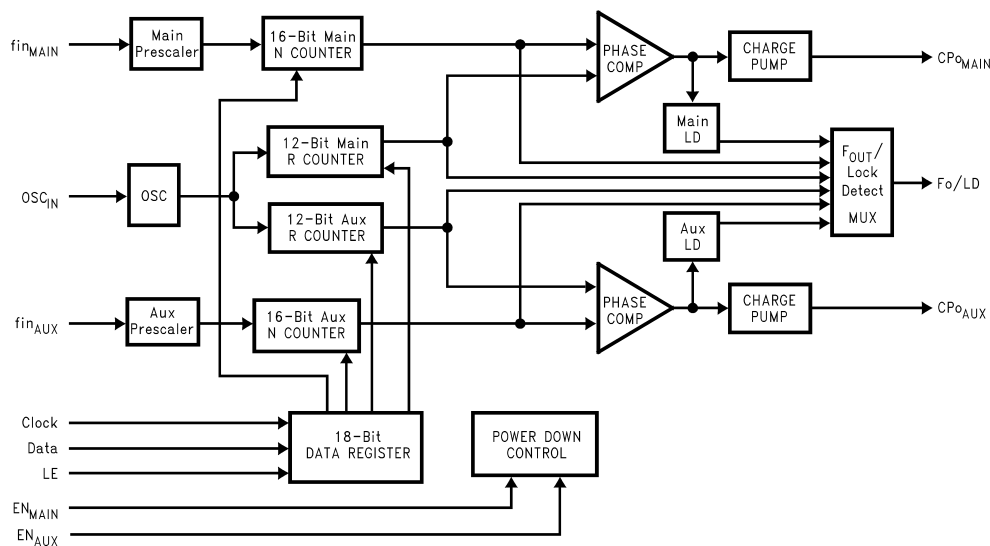 finMAIN
Main
Prescaler
16-Bit Main
N COUNTER
PHASE
COMP
CHARGE
PUMP
CPoMAIN
Main
LD
12-Bit Main
R COUNTER
FOUT/
Lock
Detect
MUX
Fo/LD
OSCIN
OSC
12-Bit Aux
R COUNTER
Aux
LD
finAUX
Aux
Prescaler
16-Bit Aux
N COUNTER
PHASE
COMP
CHARGE
PUMP
CPoAUX
Clock
Data
LE
18-Bit
DATA REGISTER
POWER DOWN
CONTROL
ENMAIN
ENAUX